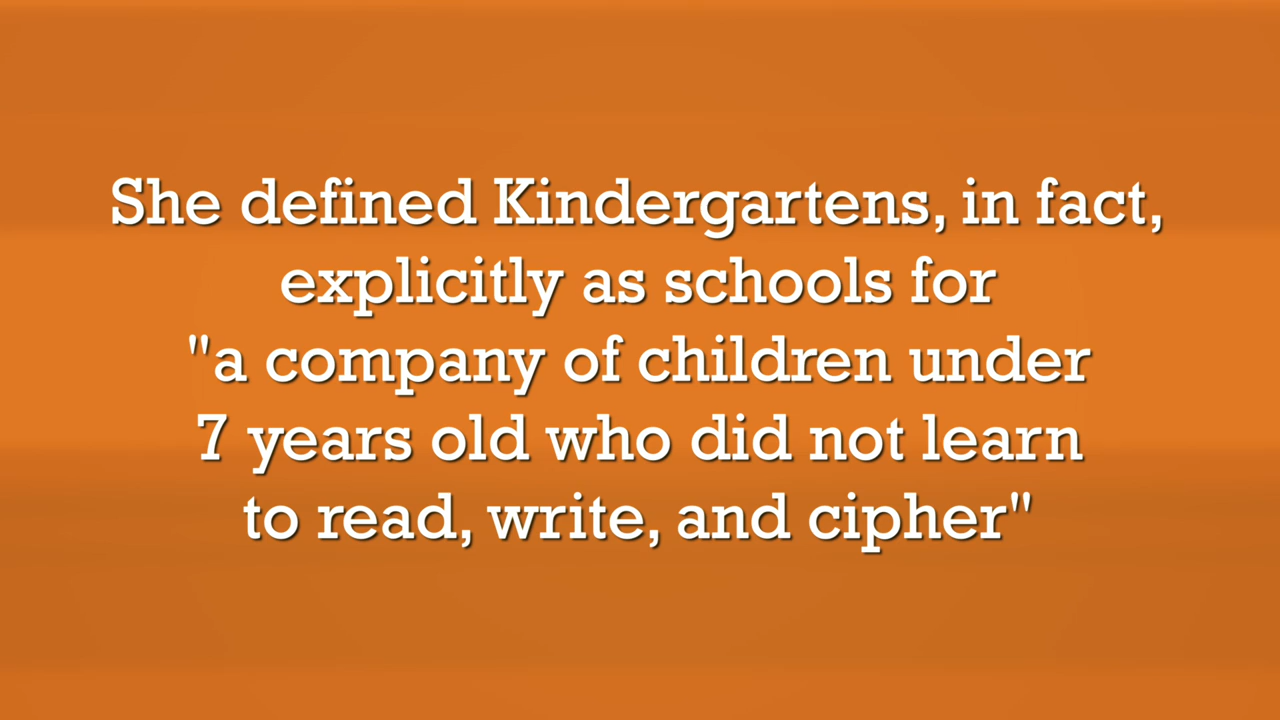 She defined Kindergartens, in fact,
explicitly as schools for
"a company of children under
7 years old who did not learn
to read, write, and cipher"